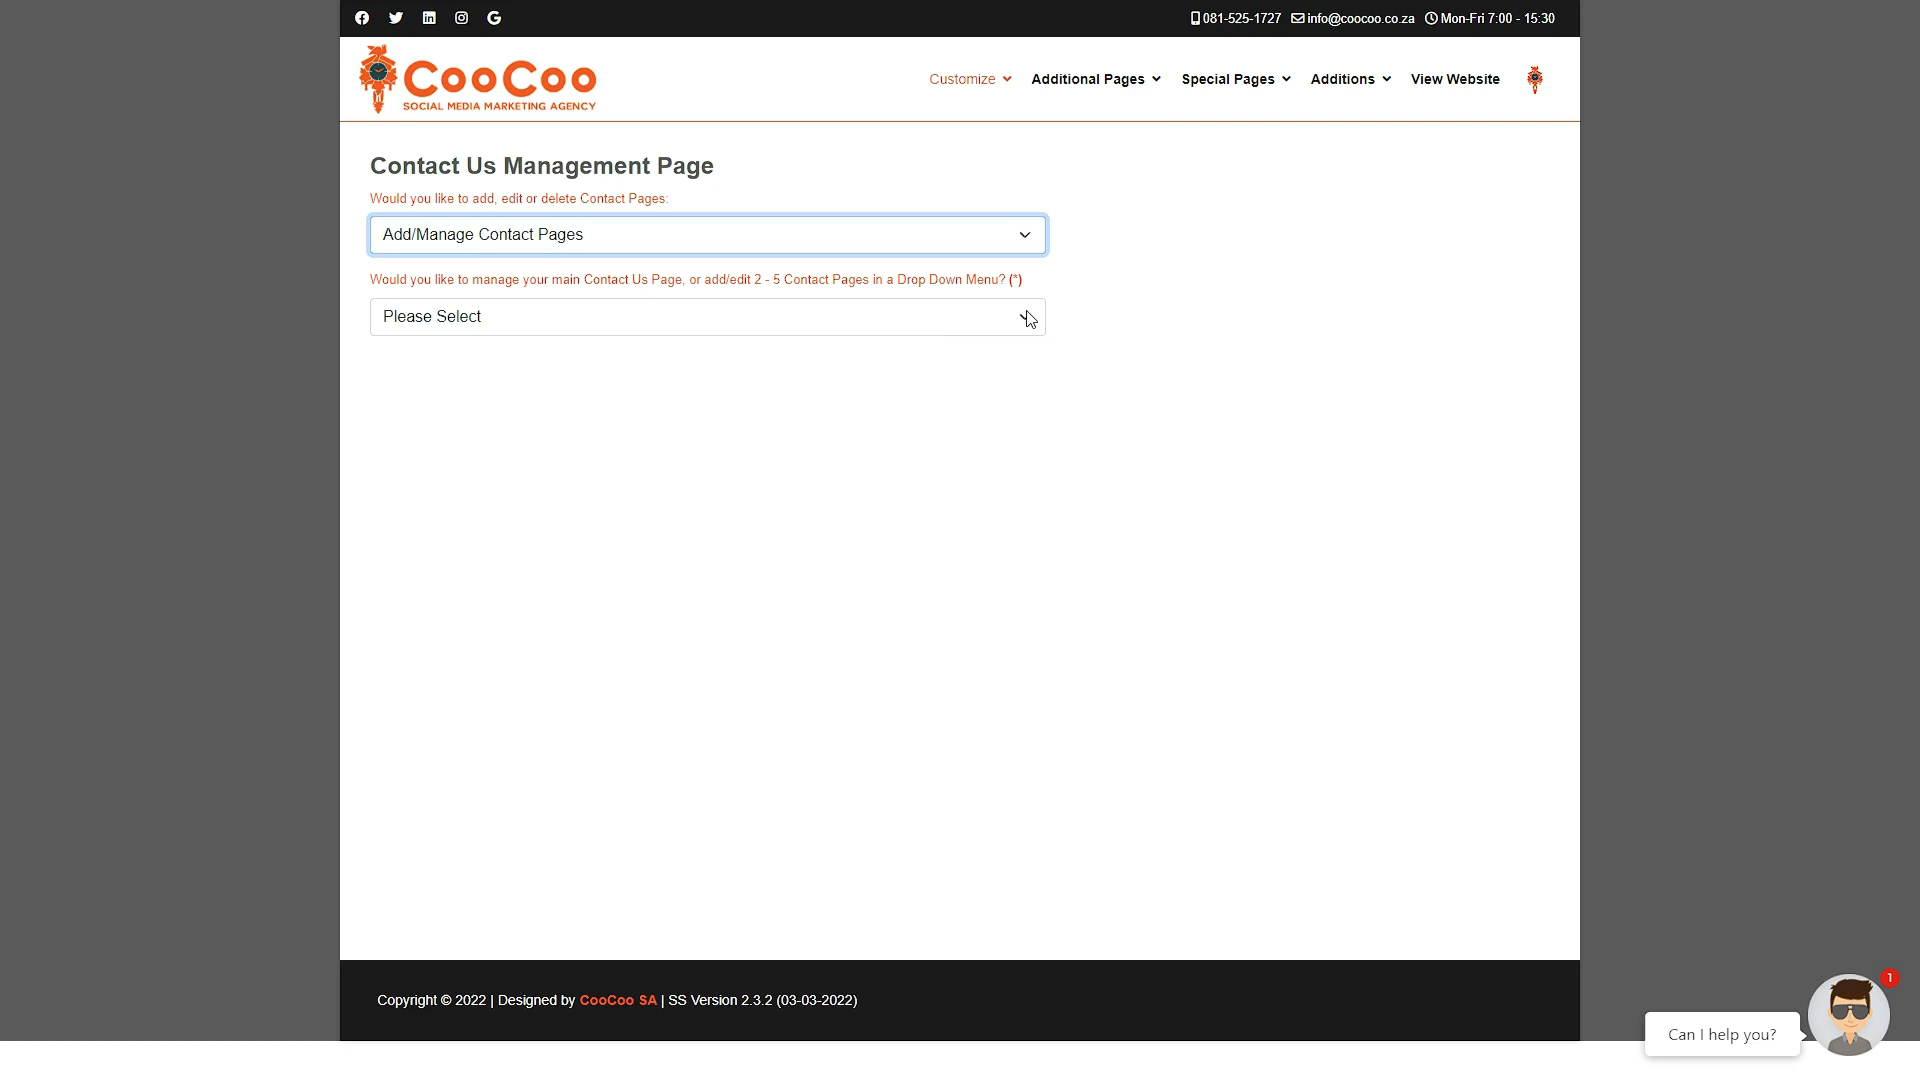 081-525-1727 info@coocoo.co.za Mon-Fri 7:00 - 15:30
CooCoo
SOCIAL MEDIA MARKETING AGENCY
Customize Additional Pages Special Pages Additions View Website
Contact Us Management Page
Would you like to add, edit or delete Contact Pages:
Add/Manage Contact Pages
Would you like to manage your main Contact Us Page, or add/edit 2 - 5 Contact Pages in a Drop Down Menu? (*)
Please Select
Copyright © 2022 | Designed by CooCoo SA | SS Version 2.3.2 (03-03-2022)
1
Can I help you?